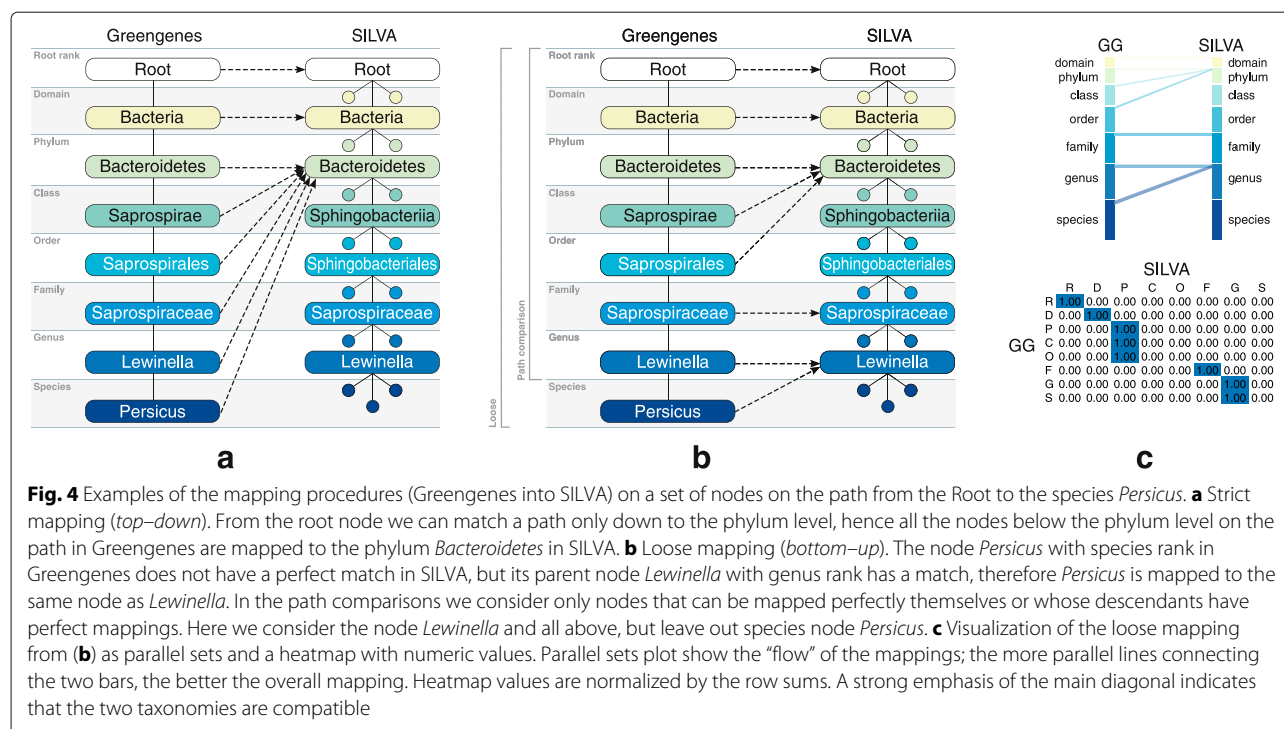 Greengenes SILVA
Root rank
Root Root
Domain
Bacteria Bacteria
Phylum
Bacteroidetes Bacteroidetes
Class
Saprospirae Sphingobacteriia
Order
Saprospirales Sphingobacteriales
Family
Saprospiraceae Saprospiraceae
Genus
Lewinella Lewinella
Species
Persicus
a
Greengenes SILVA
Root rank
Root Root
Domain
Bacteria Bacteria
Phylum
Bacteroidetes Bacteroidetes
Class
Saprospirae Sphingobacteriia
Order
Saprospirales Sphingobacteriales
Family
Saprospiraceae Saprospiraceae
Genus
Lewinella Lewinella
Species
Persicus
Path comparison
Loose
b
GG SILVA
domain domain
phylum phylum
class class
order order
family family
genus genus
species species
SILVA
R D P C O F G S
R 1.00 0.00 0.00 0.00 0.00 0.00 0.00 0.00
D 0.00 1.00 0.00 0.00 0.00 0.00 0.00 0.00
P 0.00 0.00 1.00 0.00 0.00 0.00 0.00 0.00
C 0.00 0.00 1.00 0.00 0.00 0.00 0.00 0.00
GG
O 0.00 0.00 1.00 0.00 0.00 0.00 0.00 0.00
F 0.00 0.00 0.00 0.00 0.00 1.00 0.00 0.00
G 0.00 0.00 0.00 0.00 0.00 0.00 1.00 0.00
S 0.00 0.00 0.00 0.00 0.00 0.00 1.00 0.00
c
Fig. 4 Examples of the mapping procedures (Greengenes into SILVA) on a set of nodes on the path from the Root to the species Persicus. a Strict
mapping (top–down). From the root node we can match a path only down to the phylum level, hence all the nodes below the phylum level on the
path in Greengenes are mapped to the phylum Bacteroidetes in SILVA. b Loose mapping (bottom–up). The node Persicus with species rank in
Greengenes does not have a perfect match in SILVA, but its parent node Lewinella with genus rank has a match, therefore Persicus is mapped to the
same node as Lewinella. In the path comparisons we consider only nodes that can be mapped perfectly themselves or whose descendants have
perfect mappings. Here we consider the node Lewinella and all above, but leave out species node Persicus. c Visualization of the loose mapping
from (b) as parallel sets and a heatmap with numeric values. Parallel sets plot show the “flow” of the mappings; the more parallel lines connecting
the two bars, the better the overall mapping. Heatmap values are normalized by the row sums. A strong emphasis of the main diagonal indicates
that the two taxonomies are compatible